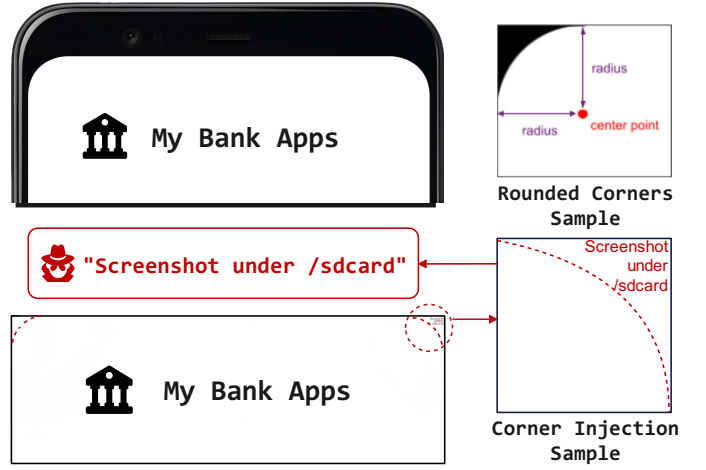 My Bank Apps
radius
radius
center point
Rounded Corners
Sample
"Screenshot under /sdcard"
Screenshot
under
/sdcard
My Bank Apps
Corner Injection
Sample